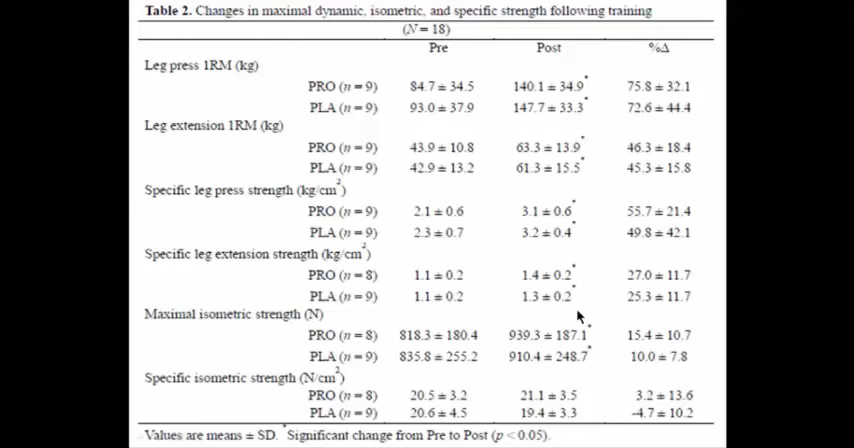 Table 2. Changes in maximal dynamic, isometric, and specific strength following training
(N = 18)
Pre Post %Δ
Leg press 1RM (kg)
PRO (n = 9) 84.7 ± 34.5 140.1 ± 34.9* 75.8 ± 32.1
PLA (n = 9) 93.0 ± 37.9 147.7 ± 33.3* 72.6 ± 44.4
Leg extension 1RM (kg)
PRO (n = 9) 43.9 ± 10.8 63.3 ± 13.9* 46.3 ± 18.4
PLA (n = 9) 42.9 ± 13.2 61.3 ± 15.5* 45.3 ± 15.8
Specific leg press strength (kg/cm²)
PRO (n = 9) 2.1 ± 0.6 3.1 ± 0.6* 55.7 ± 21.4
PLA (n = 9) 2.3 ± 0.7 3.2 ± 0.4* 49.8 ± 42.1
Specific leg extension strength (kg/cm²)
PRO (n = 8) 1.1 ± 0.2 1.4 ± 0.2* 27.0 ± 11.7
PLA (n = 9) 1.1 ± 0.2 1.3 ± 0.2* 25.3 ± 11.7
Maximal isometric strength (N)
PRO (n = 8) 818.3 ± 180.4 939.3 ± 187.1* 15.4 ± 10.7
PLA (n = 9) 835.8 ± 255.2 910.4 ± 248.7* 10.0 ± 7.8
Specific isometric strength (N/cm²)
PRO (n = 8) 20.5 ± 3.2 21.1 ± 3.5 3.2 ± 13.6
PLA (n = 9) 20.6 ± 4.5 19.4 ± 3.3 -4.7 ± 10.2
Values are means ± SD. *Significant change from Pre to Post (p < 0.05).